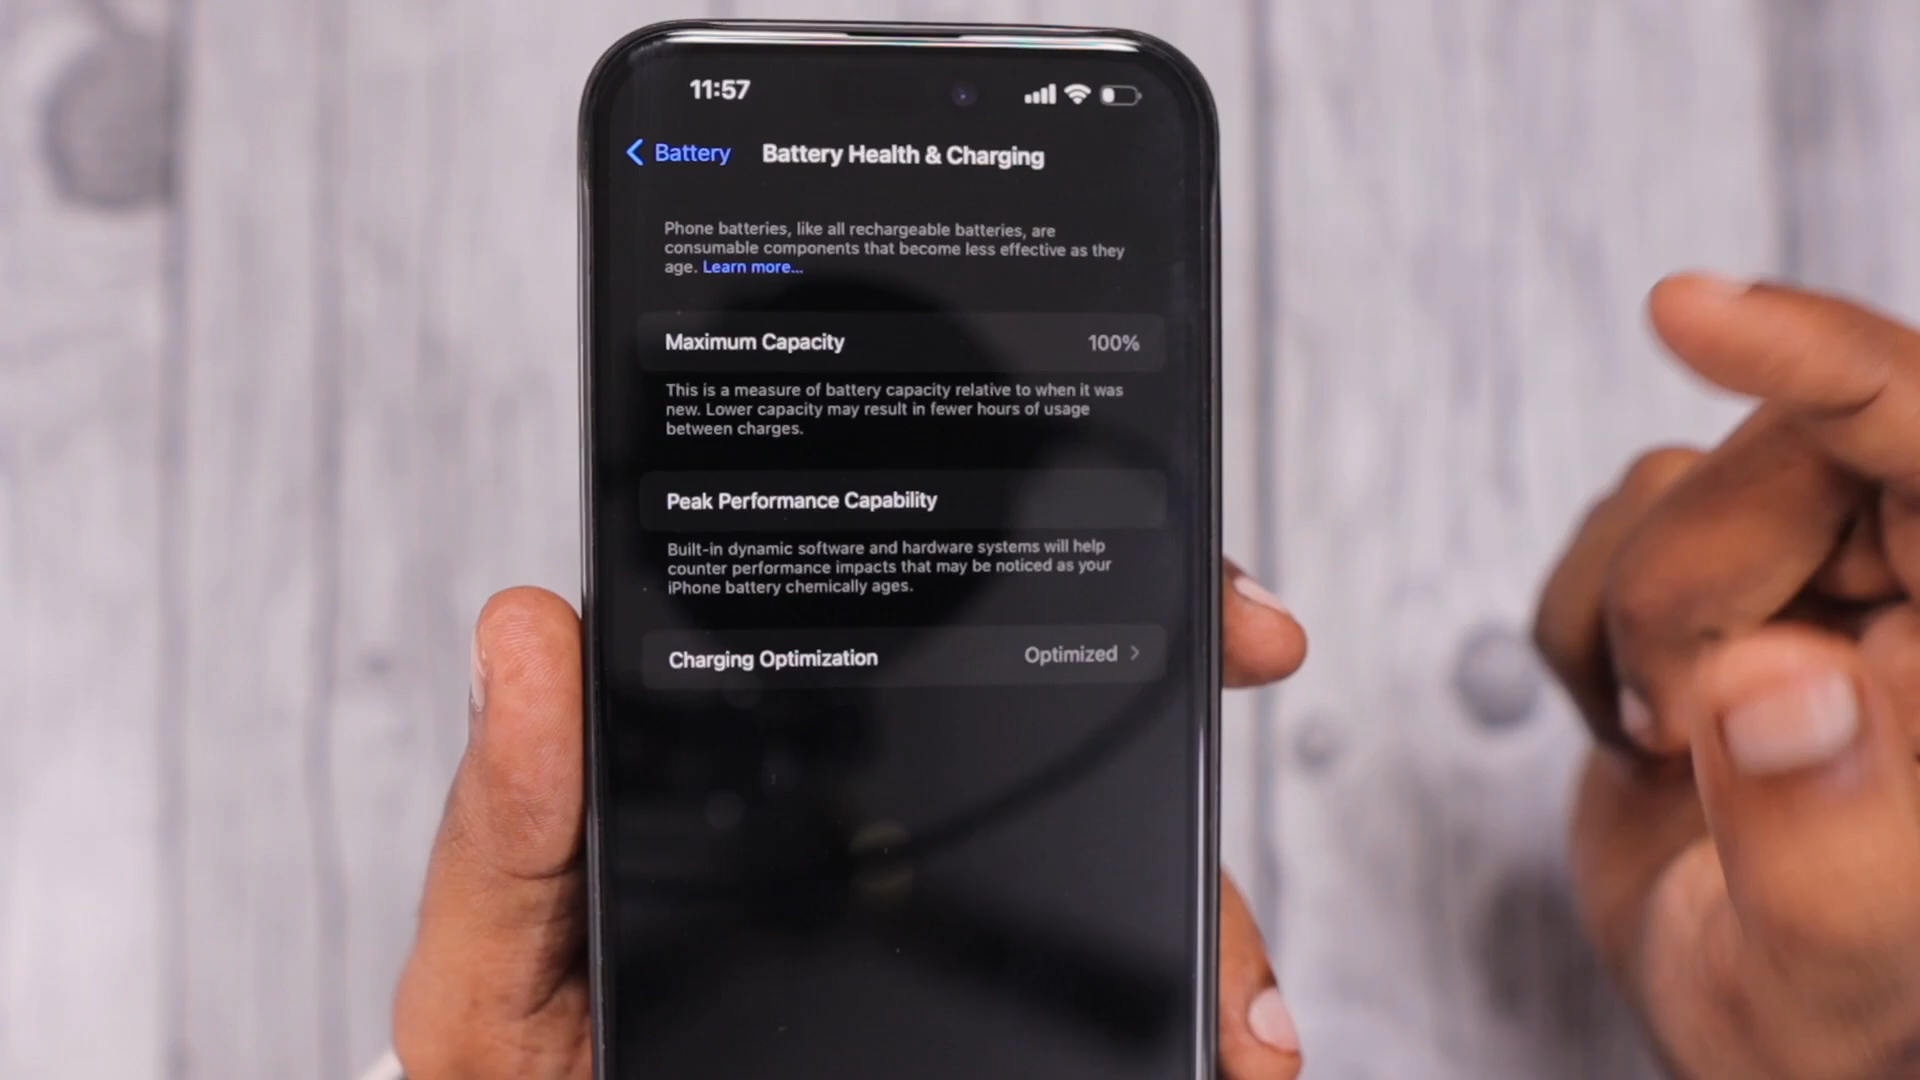 11:57
Battery
Battery Health & Charging
Phone batteries, like all rechargeable batteries, are
consumable components that become less effective as they
age. Learn more...
Maximum Capacity 100%
This is a measure of battery capacity relative to when it was
new. Lower capacity may result in fewer hours of usage
between charges.
Peak Performance Capability
Built-in dynamic software and hardware systems will help
counter performance impacts that may be noticed as your
iPhone battery chemically ages.
Charging Optimization Optimized